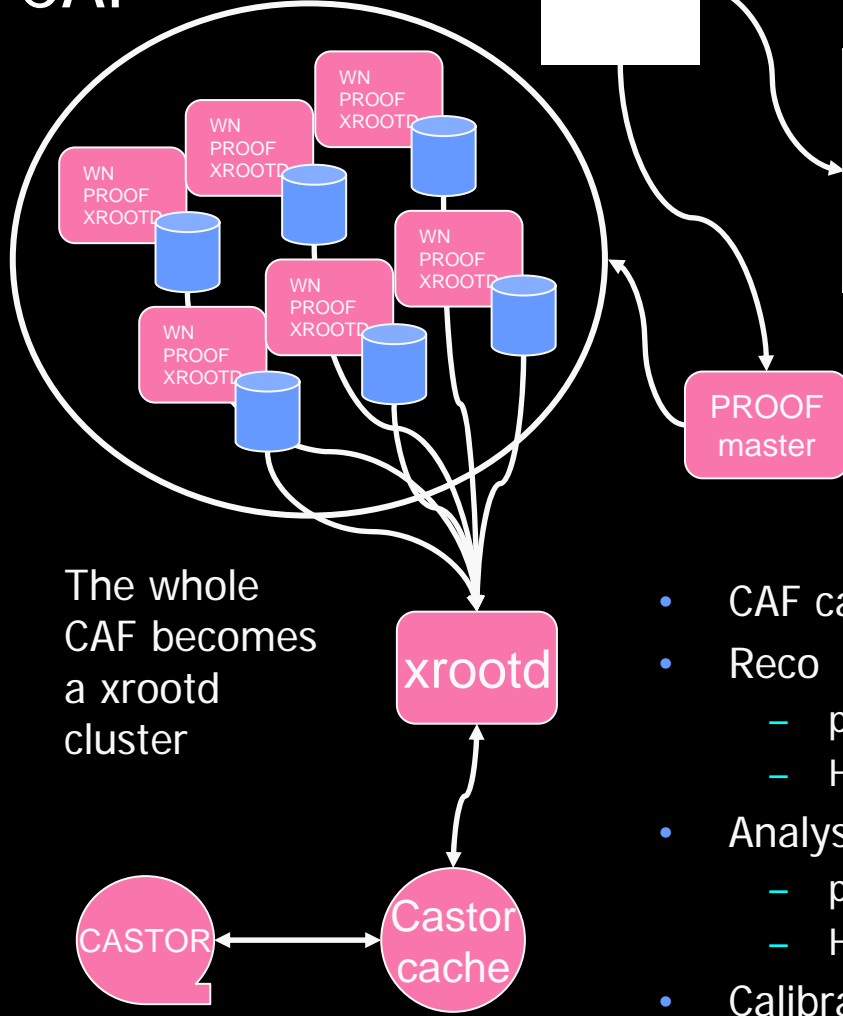 CAF
WN
PROOF
XROOTD
WN
PROOF
XROOTD
WN
PROOF
XROOTD
WN
PROOF
XROOTD
WN
PROOF
XROOTD
WN
PROOF
XROOTD
PROOF
master
The whole
CAF becomes
a xrootd
cluster
xrootd
CASTOR
Castor
cache
• CAF ca
• Reco
– p
– H
• Analys
– p
– H
• Calibra